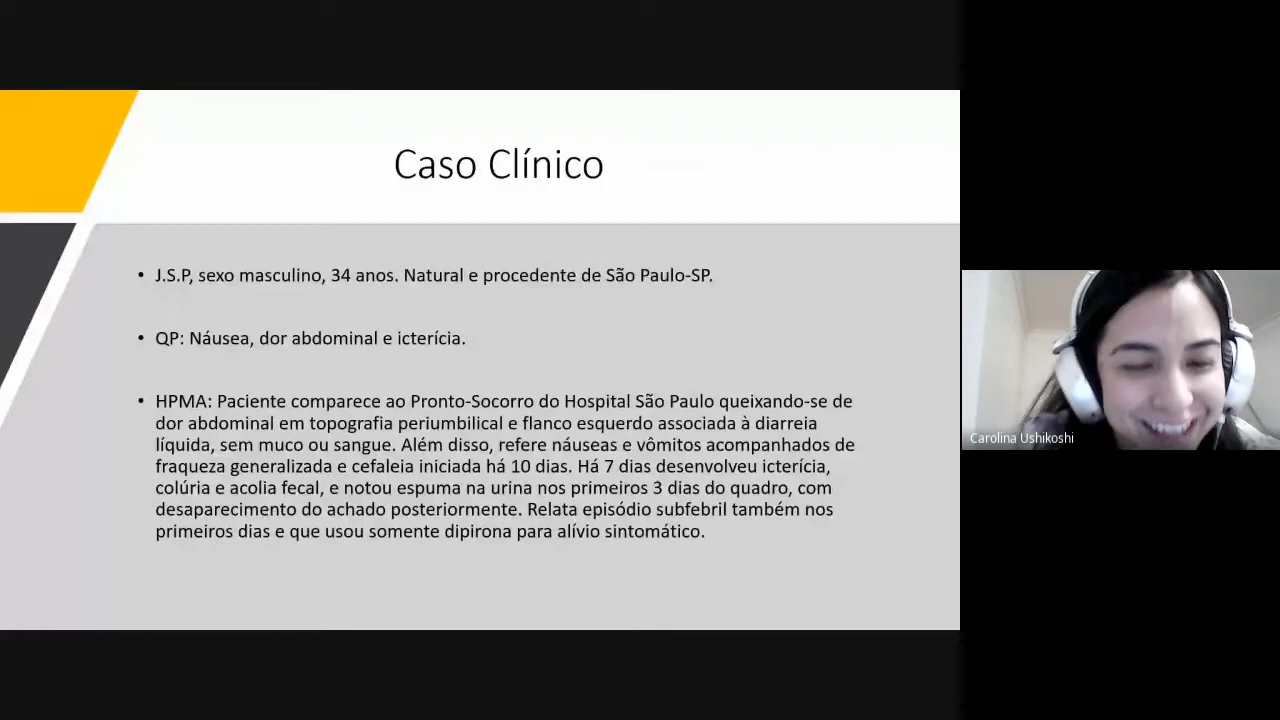 Caso Clínico
• J.S.P, sexo masculino, 34 anos. Natural e procedente de São Paulo-SP.
• QP: Náusea, dor abdominal e icterícia.
• HPMA: Paciente comparece ao Pronto-Socorro do Hospital São Paulo queixando-se de
dor abdominal em topografia periumbilical e flanco esquerdo associada à diarreia
líquida, sem muco ou sangue. Além disso, refere náuseas e vômitos acompanhados de
fraqueza generalizada e cefaleia iniciada há 10 dias. Há 7 dias desenvolveu icterícia,
colúria e acolia fecal, e notou espuma na urina nos primeiros 3 dias do quadro, com
desaparecimento do achado posteriormente. Relata episódio subfebril também nos
primeiros dias e que usou somente dipirona para alívio sintomático.
Carolina Ushikoshi